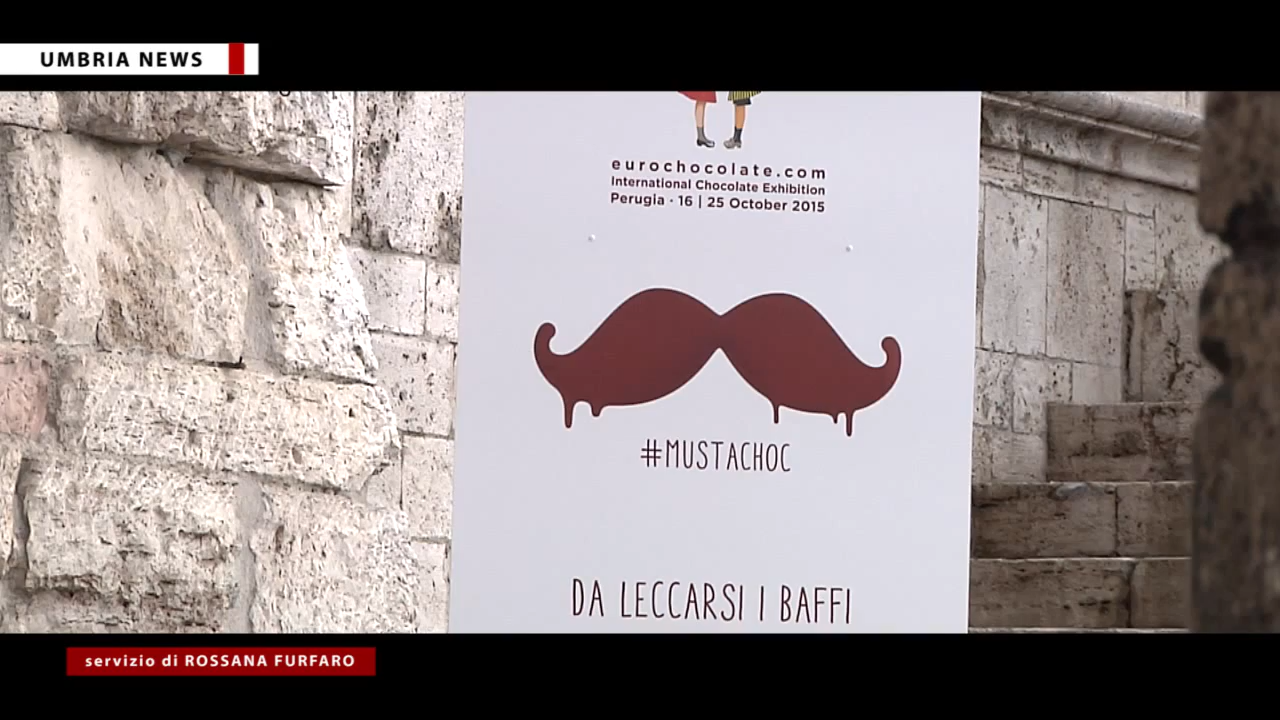 UMBRIA NEWS
eurochocolate.com
International Chocolate Exhibition
Perugia · 16 | 25 October 2015
#MUSTACHOC
DA LECCARSI I BAFFI
servizio di ROSSANA FURFARO